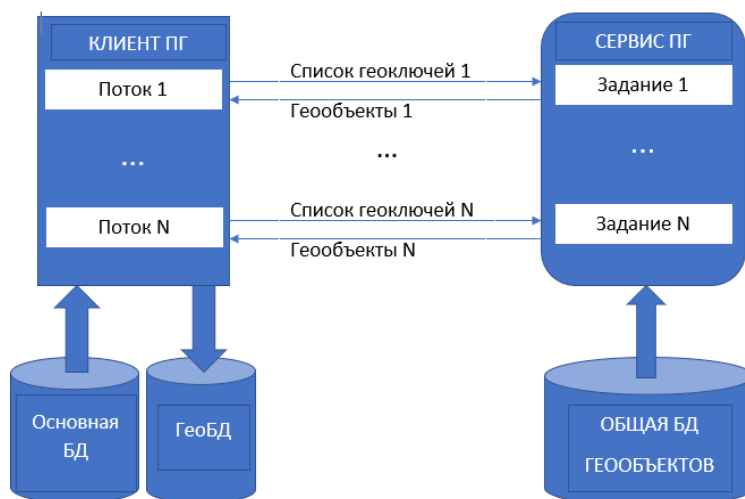 КЛИЕНТ ПГ
СЕРВИС ПГ
Список геоключей 1
Поток 1
Задание 1
Геообъекты 1
...
...
...
Список геоключей N
Поток N
Задание N
Геообъекты N
Основная
БД
ГеоБД
ОБЩАЯ БД
ГЕООБЪЕКТОВ